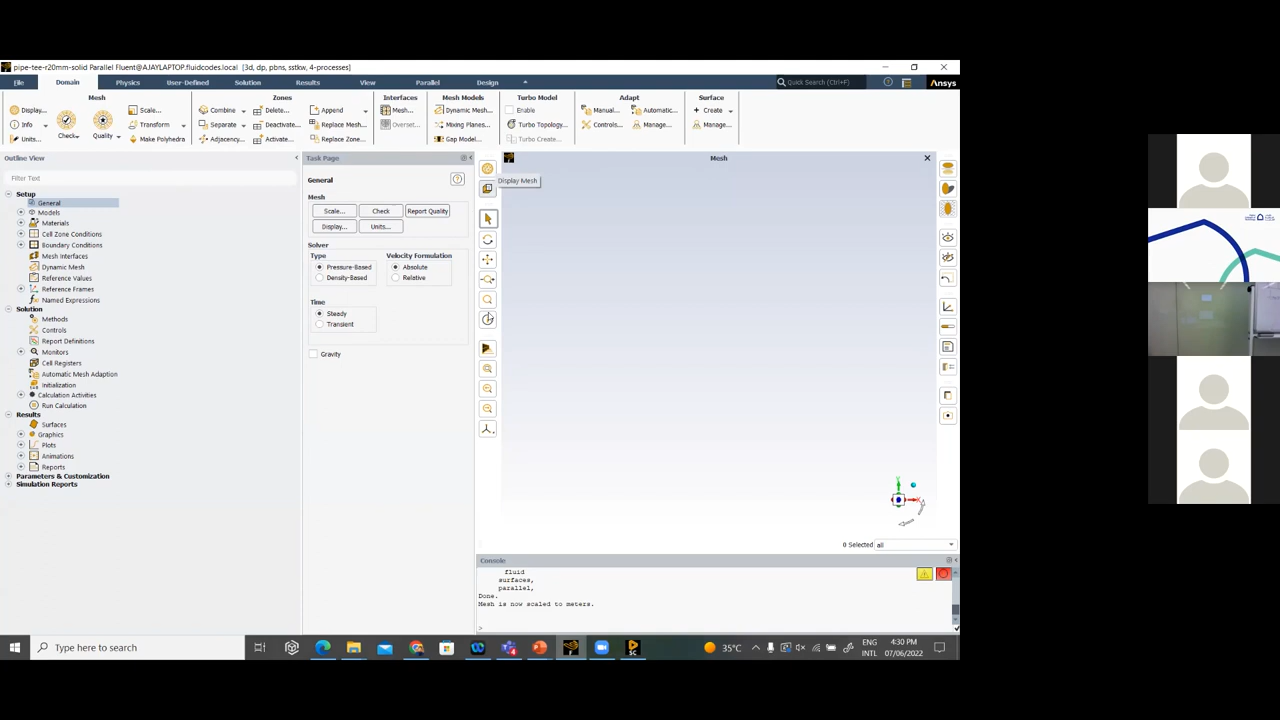 pipe-tee-r20mm-solid Parallel Fluent@AJAYLAPTOP.fluidcodes.local [3d, dp, pbns, sstkw, 4-processes]
File Domain Physics User-Defined Solution Results View Parallel Design Quick Search (Ctrl+F) Ansys
Mesh Zones Interfaces Mesh Models Turbo Model Adapt Surface
Display... Scale... Combine Delete... Append Mesh... Dynamic Mesh... Enable Manual... Automatic... + Create
Info Check Quality Transform Separate Deactivate... Replace Mesh... Overset... Mixing Planes... Turbo Topology... Controls... Manage... Manage...
Units... Make Polyhedra Adjacency... Activate... Replace Zone... Gap Model... Turbo Create...
Outline View
Filter Text
Setup
General
Models
Materials
Cell Zone Conditions
Boundary Conditions
Mesh Interfaces
Dynamic Mesh
Reference Values
Reference Frames
Named Expressions
Solution
Methods
Controls
Report Definitions
Monitors
Cell Registers
Automatic Mesh Adaption
Initialization
Calculation Activities
Run Calculation
Results
Surfaces
Graphics
Plots
Animations
Reports
Parameters & Customization
Simulation Reports
Task Page
General
Mesh
Scale... Check Report Quality
Display... Units...
Solver
Type Velocity Formulation
Pressure-Based Absolute
Density-Based Relative
Time
Steady
Transient
Gravity
Mesh
Display Mesh
0 Selected all
Console
fluid
surfaces,
parallel,
Done.
Mesh is now scaled to meters.
>
Type here to search
35°C
ENG
INTL
4:30 PM
07/06/2022